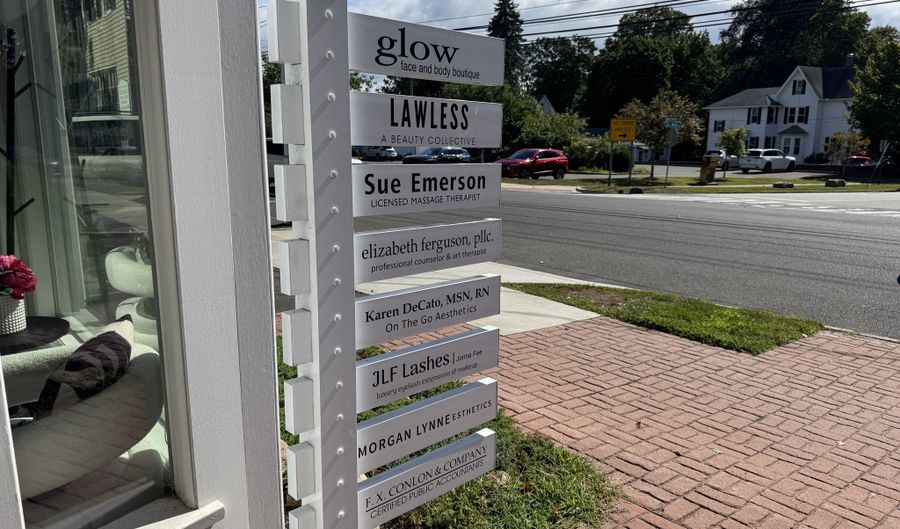 glow
face and body boutique
LAWLESS
A BEAUTY COLLECTIVE
Sue Emerson
LICENSED MASSAGE THERAPIST
elizabeth ferguson, pllc.
professional counselor & art therapist
Karen DeCato, MSN, RN
On The Go Aesthetics
JLF Lashes | Jenna Foe
luxury eyelash extensions & makeup
MORGAN LYNNE ESTHETICS
F. X. CONLON & COMPANY
CERTIFIED PUBLIC ACCOUNTANTS